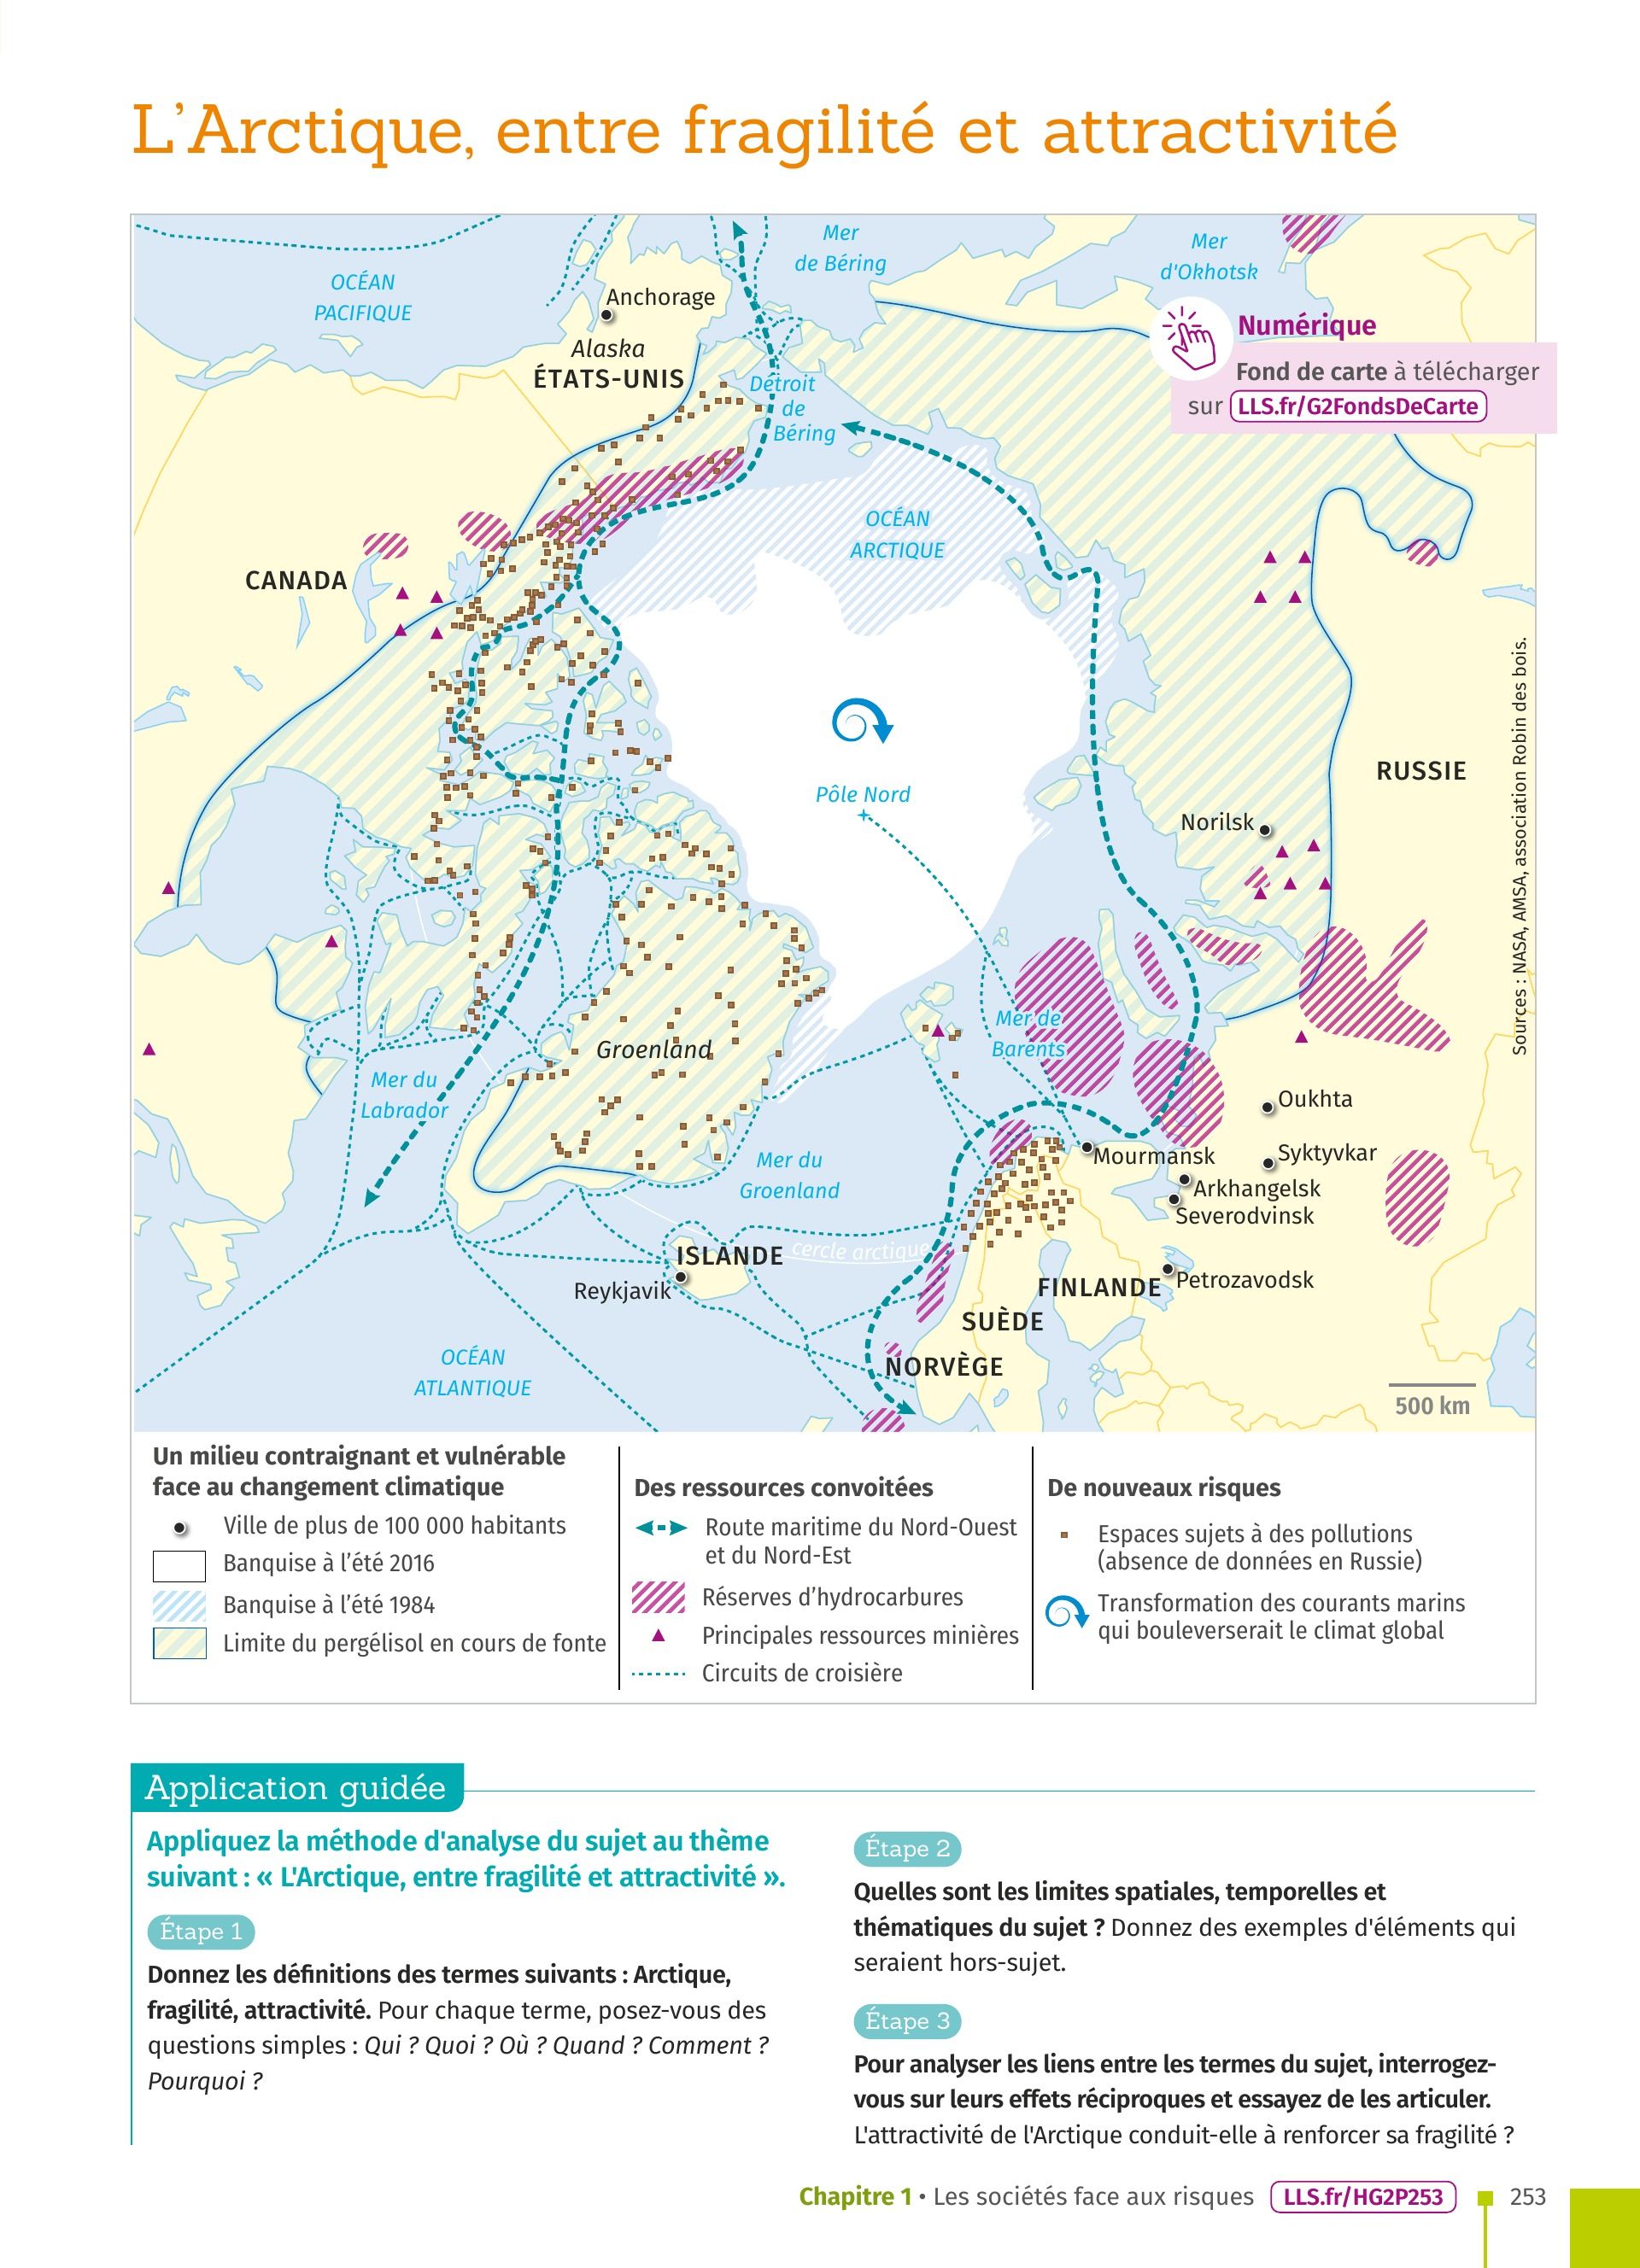 L'Arctique, entre fragilité et attractivité
OCÉAN
PACIFIQUE
Anchorage
Alaska
ÉTATS-UNIS
Mer
de Béring
Mer
d'Okhotsk
Numérique
Fond de carte à télécharger
sur LLS.fr/G2FondsDeCarte
Détroit
de
Béring
OCÉAN
ARCTIQUE
CANADA
Pôle Nord
RUSSIE
Norilsk
Sources : NASA, AMSA, association Robin des bois.
Mer de
Barents
Groenland
Mer du
Labrador
Oukhta
Mourmansk
Syktyvkar
Arkhangelsk
Severodvinsk
Mer du
Groenland
ISLANDE
cercle arctique
Reykjavik
FINLANDE
Petrozavodsk
SUÈDE
NORVÈGE
OCÉAN
ATLANTIQUE
500 km
Un milieu contraignant et vulnérable
face au changement climatique
Ville de plus de 100 000 habitants
Banquise à l'été 2016
Banquise à l'été 1984
Limite du pergélisol en cours de fonte
Des ressources convoitées
Route maritime du Nord-Ouest
et du Nord-Est
Réserves d'hydrocarbures
Principales ressources minières
Circuits de croisière
De nouveaux risques
Espaces sujets à des pollutions
(absence de données en Russie)
Transformation des courants marins
qui bouleverserait le climat global
Application guidée
Appliquez la méthode d'analyse du sujet au thème
suivant : « L'Arctique, entre fragilité et attractivité ».
Étape 1
Donnez les définitions des termes suivants : Arctique,
fragilité, attractivité. Pour chaque terme, posez-vous des
questions simples : Qui ? Quoi ? Où ? Quand ? Comment ?
Pourquoi ?
Étape 2
Quelles sont les limites spatiales, temporelles et
thématiques du sujet ? Donnez des exemples d'éléments qui
seraient hors-sujet.
Étape 3
Pour analyser les liens entre les termes du sujet, interrogez-
vous sur leurs effets réciproques et essayez de les articuler.
L'attractivité de l'Arctique conduit-elle à renforcer sa fragilité ?
Chapitre 1 • Les sociétés face aux risques LLS.fr/HG2P253 253